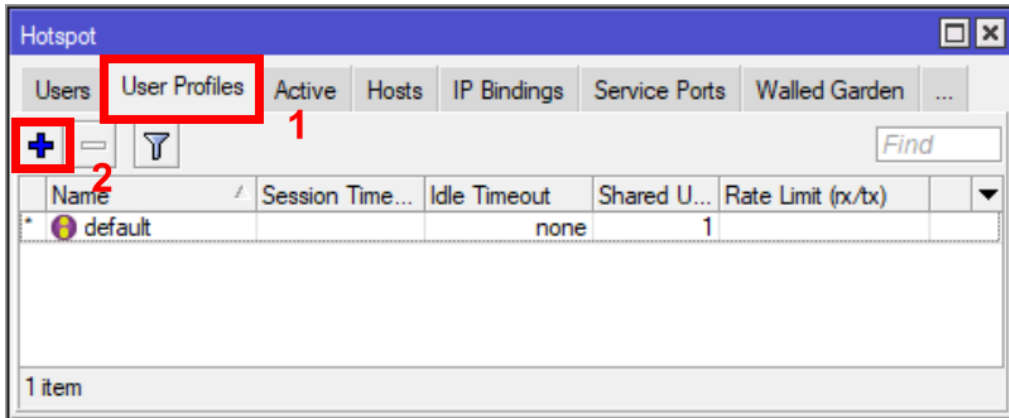 Hotspot
Users User Profiles Active Hosts IP Bindings Service Ports Walled Garden ...
1
Find
2
Name Session Time... Idle Timeout Shared U... Rate Limit (rx/tx)
* default none 1
1 item